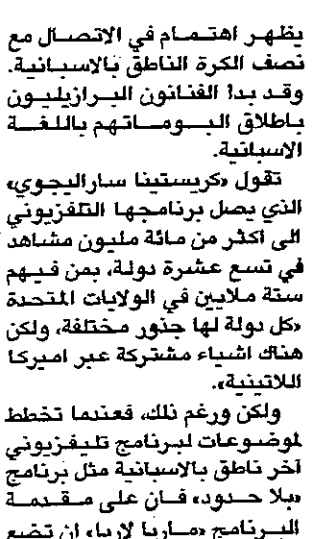 يظهر اهتمام في الاتصال مع
نصف الكرة الناطق بالاسبانية.
وقد بدأ الفنانون البرازيليون
باطلاق البوماتهم باللغة
الاسبانية.
تقول «كريستينا ساراليجوي»
الذي يصل برنامجها التلفزيوني
الى اكثر من مائة مليون مشاهد
في تسع عشرة دولة، بمن فيهم
ستة ملايين في الولايات المتحدة
«كل دولة لها جذور مختلفة، ولكن
هناك اشياء مشتركة عبر اميركا
اللاتينية».
ولكن ورغم ذلك، فعندما تخطط
لموضوعات لبرنامج تليفزيوني
آخر ناطق بالاسبانية مثل برنامج
«بلا حدود» فان على مقدمة
البرنامج «ماريا لاريا» ان تضع